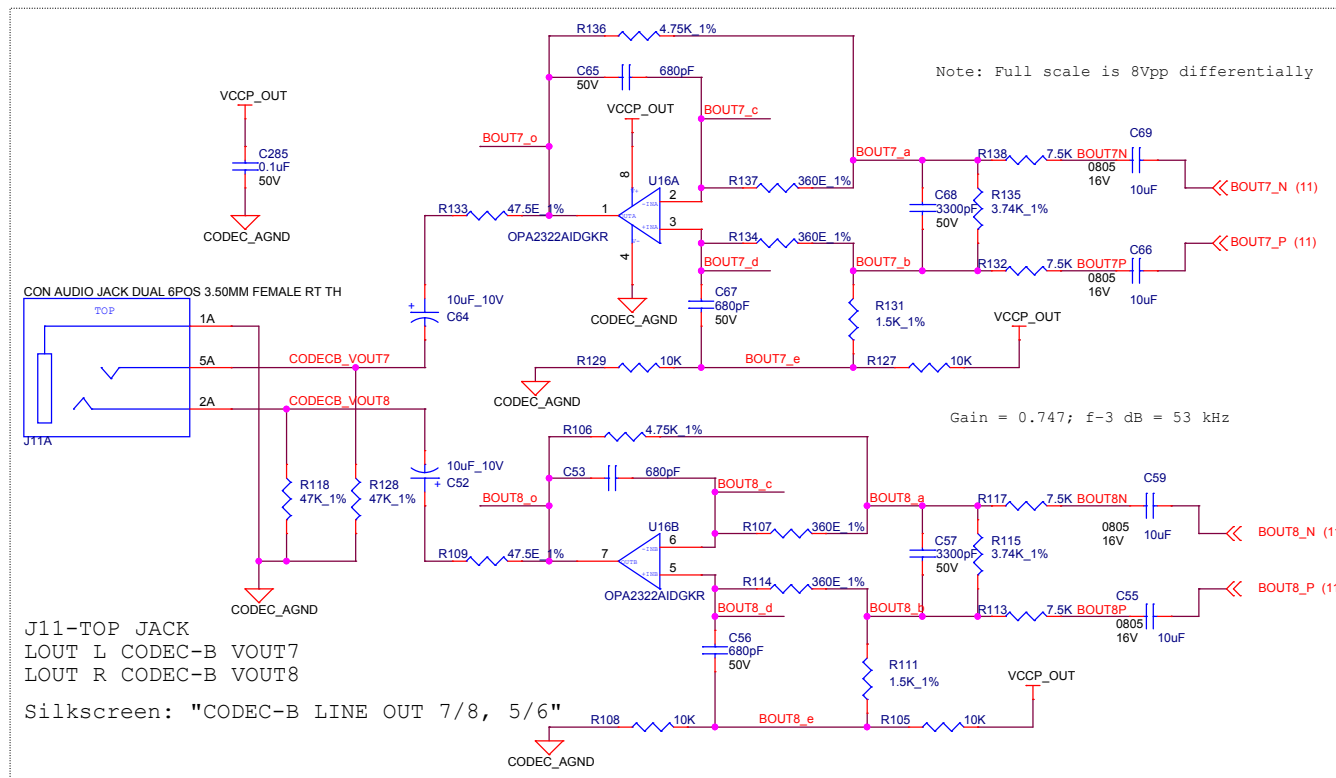 R136
4.75K_1%
C65
50V
680pF
Note: Full scale is 8Vpp differentially
VCCP_OUT
VCCP_OUT
BOUT7_c
BOUT7_o
C285
0.1uF
50V
CODEC_AGND
BOUT7_a
R138
7.5K
BOUT7N
0805
16V
C69
10uF
BOUT7_N (11)
8
V+
U16A
1
OUTA
-INA
2
+INA
3
V-
4
R137
360E_1%
C68
3300pF
50V
R135
3.74K_1%
R133
47.5E_1%
OPA2322AIDGKR
R134
360E_1%
BOUT7_d
BOUT7_b
R132
7.5K
BOUT7P
0805
16V
C66
10uF
BOUT7_P (11)
CODEC_AGND
C67
680pF
50V
R131
1.5K_1%
VCCP_OUT
CON AUDIO JACK DUAL 6POS 3.50MM FEMALE RT TH
TOP
1A
5A
2A
J11A
10uF_10V
+
C64
CODECB_VOUT7
CODECB_VOUT8
R129
10K
BOUT7_e
R127
10K
CODEC_AGND
Gain = 0.747; f-3 dB = 53 kHz
R106
4.75K_1%
10uF_10V
+
C52
C53
680pF
R118
47K_1%
R128
47K_1%
BOUT8_o
BOUT8_c
BOUT8_a
R117
7.5K
BOUT8N
0805
16V
C59
10uF
BOUT8_N (11
U16B
R107
360E_1%
7
OUTB
-INB
6
+INB
5
C57
3300pF
50V
R115
3.74K_1%
R109
47.5E_1%
OPA2322AIDGKR
R114
360E_1%
BOUT8_d
BOUT8_b
R113
7.5K
BOUT8P
0805
16V
C55
10uF
BOUT8_P (11
CODEC_AGND
C56
680pF
50V
R111
1.5K_1%
VCCP_OUT
J11-TOP JACK
LOUT L CODEC-B VOUT7
LOUT R CODEC-B VOUT8
Silkscreen: "CODEC-B LINE OUT 7/8, 5/6"
R108
10K
BOUT8_e
R105
10K
CODEC_AGND